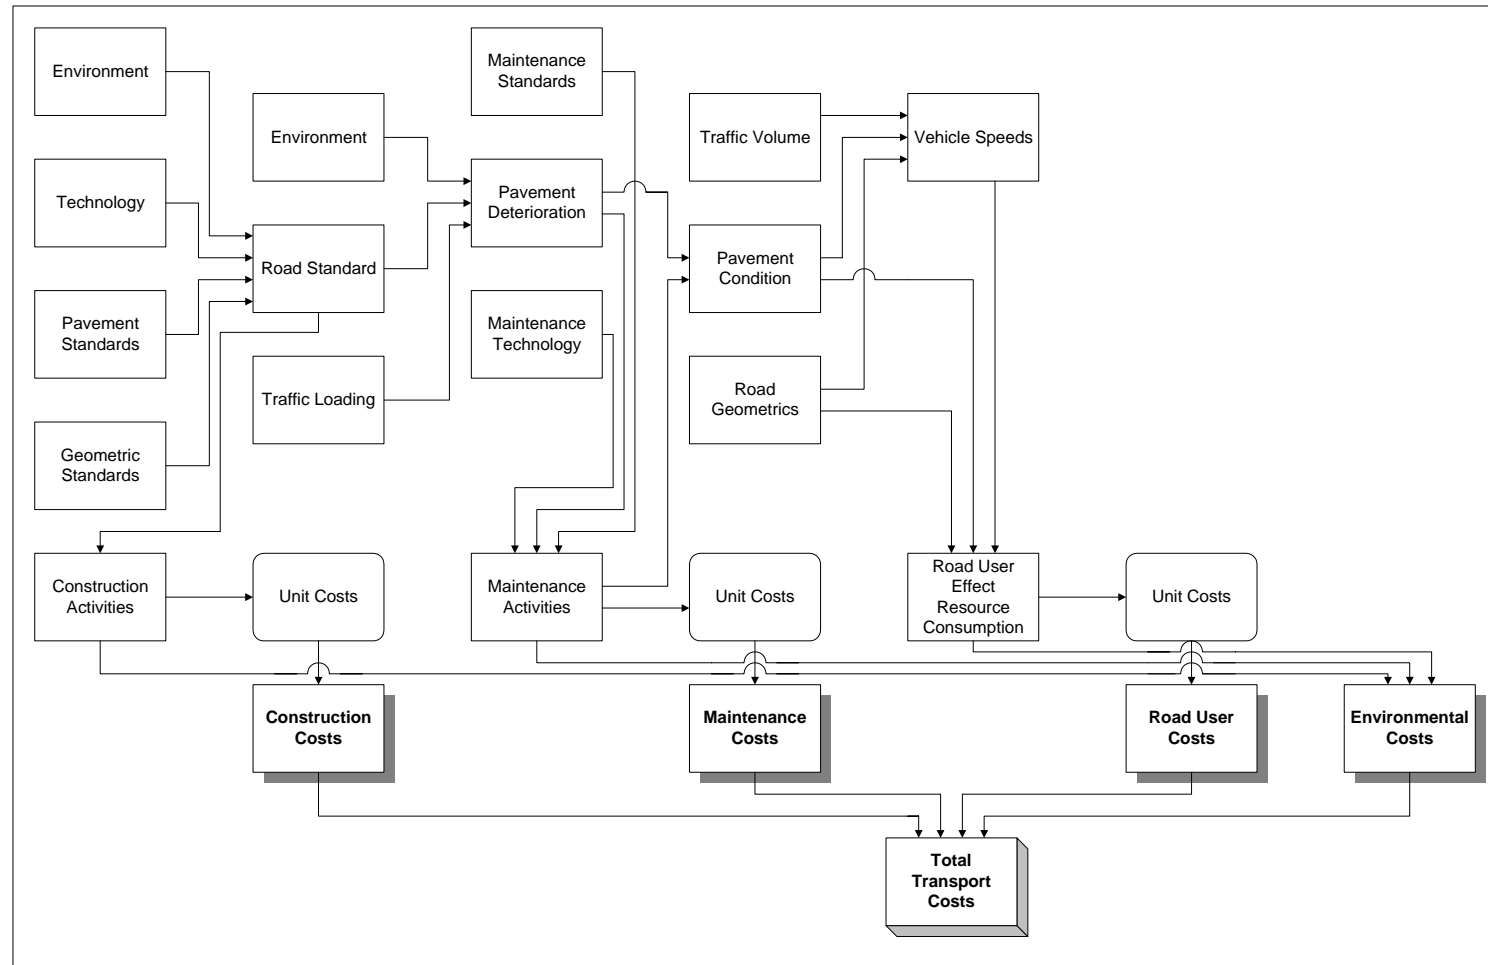 Environment
Maintenance
Standards
Environment
Traffic Volume
Vehicle Speeds
Technology
Pavement
Deterioration
Road Standard
Pavement
Condition
Pavement
Standards
Maintenance
Technology
Traffic Loading
Road
Geometrics
Geometric
Standards
Construction
Activities
Unit Costs
Maintenance
Activities
Unit Costs
Road User
Effect
Resource
Consumption
Unit Costs
Construction
Costs
Maintenance
Costs
Road User
Costs
Environmental
Costs
Total
Transport
Costs